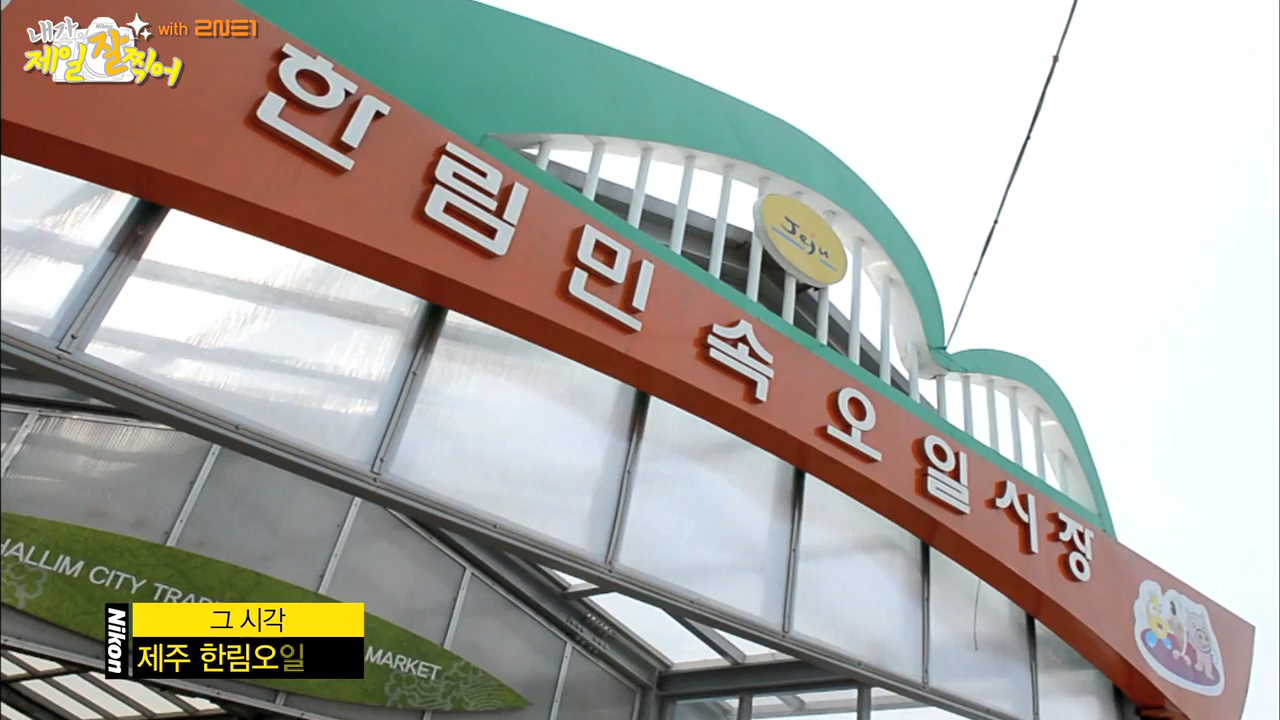 내가
제일 잘 찍어
with 2NE1
한림민속오일시장
Jeju
HALLIM CITY
MARKET
Nikon
그 시각
제주 한림오일